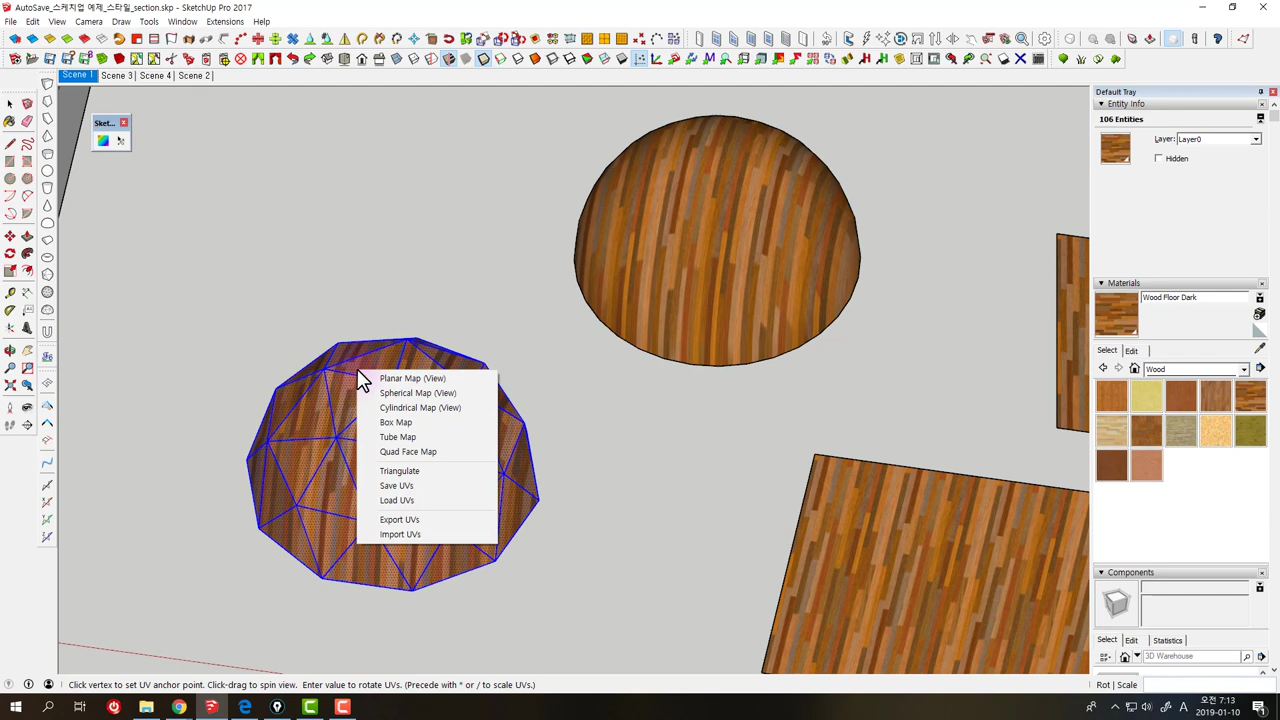 AutoSave_스케치업 예제_스타일_section.skp - SketchUp Pro 2017
File Edit View Camera Draw Tools Window Extensions Help
Scene 1 Scene 3 Scene 4 Scene 2
Default Tray
Entity Info
106 Entities
Layer: Layer0
Hidden
Sket...
Materials
Wood Floor Dark
Select Edit
Wood
Planar Map (View)
Spherical Map (View)
Cylindrical Map (View)
Box Map
Tube Map
Quad Face Map
Triangulate
Save UVs
Load UVs
Export UVs
Import UVs
Components
Select Edit Statistics
3D Warehouse
Click vertex to set UV anchor point. Click-drag to spin view. Enter value to rotate UVs. (Precede with * or / to scale UVs.)
Rot | Scale
A
오전 7:13
2019-01-10